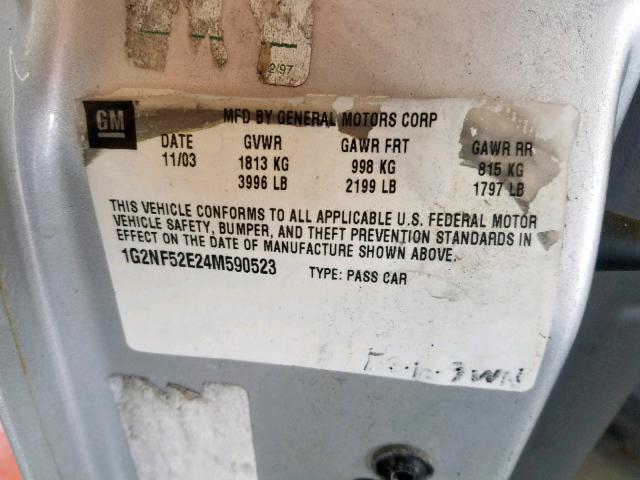 2/97
GM
MFD BY GENERAL MOTORS CORP
DATE GVWR GAWR FRT GAWR RR
11/03 1813 KG 998 KG 815 KG
3996 LB 2199 LB 1797 LB
THIS VEHICLE CONFORMS TO ALL APPLICABLE U.S. FEDERAL MOTOR
VEHICLE SAFETY, BUMPER, AND THEFT PREVENTION STANDARDS IN
EFFECT ON THE DATE OF MANUFACTURE SHOWN ABOVE.
1G2NF52E24M590523 TYPE: PASS CAR